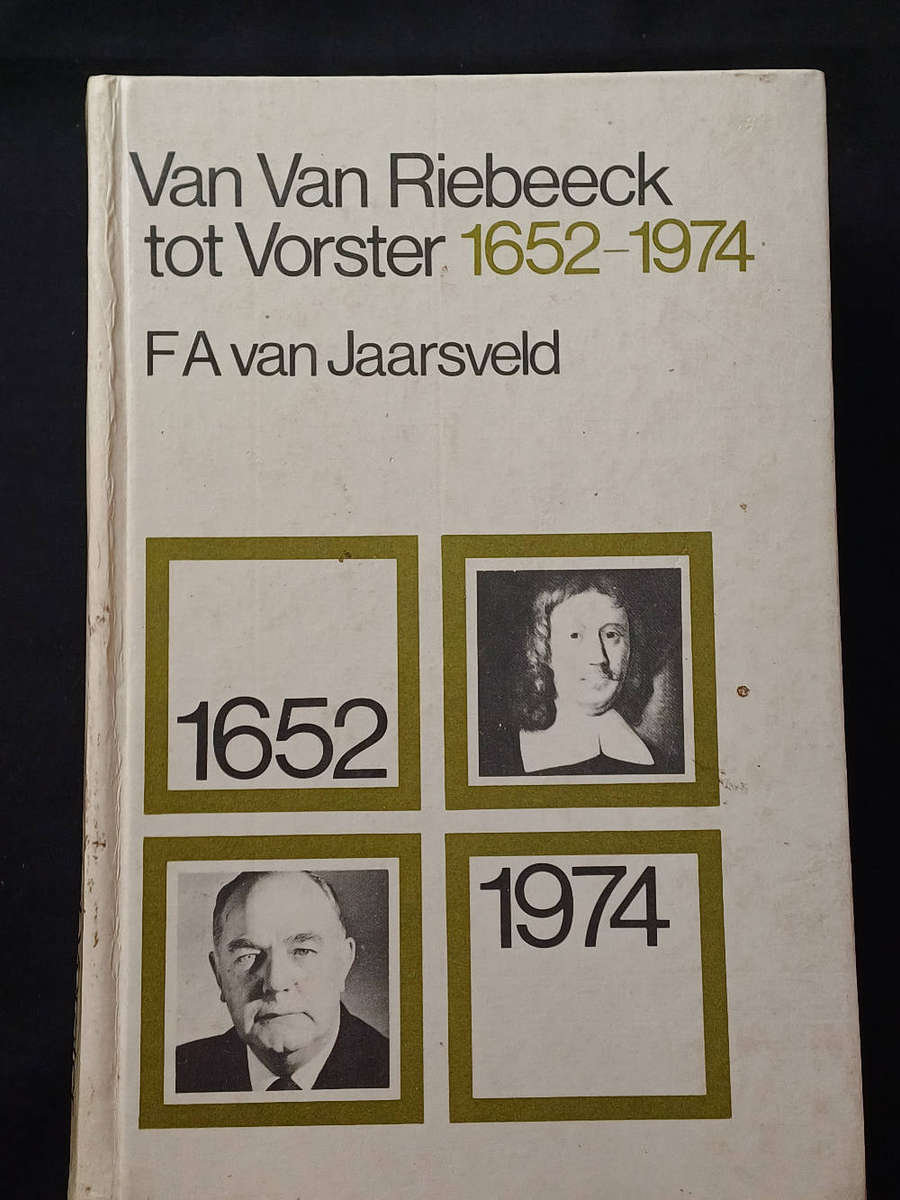 Van Van Riebeeck
tot Vorster 1652-1974
F A van Jaarsveld
1652
1974